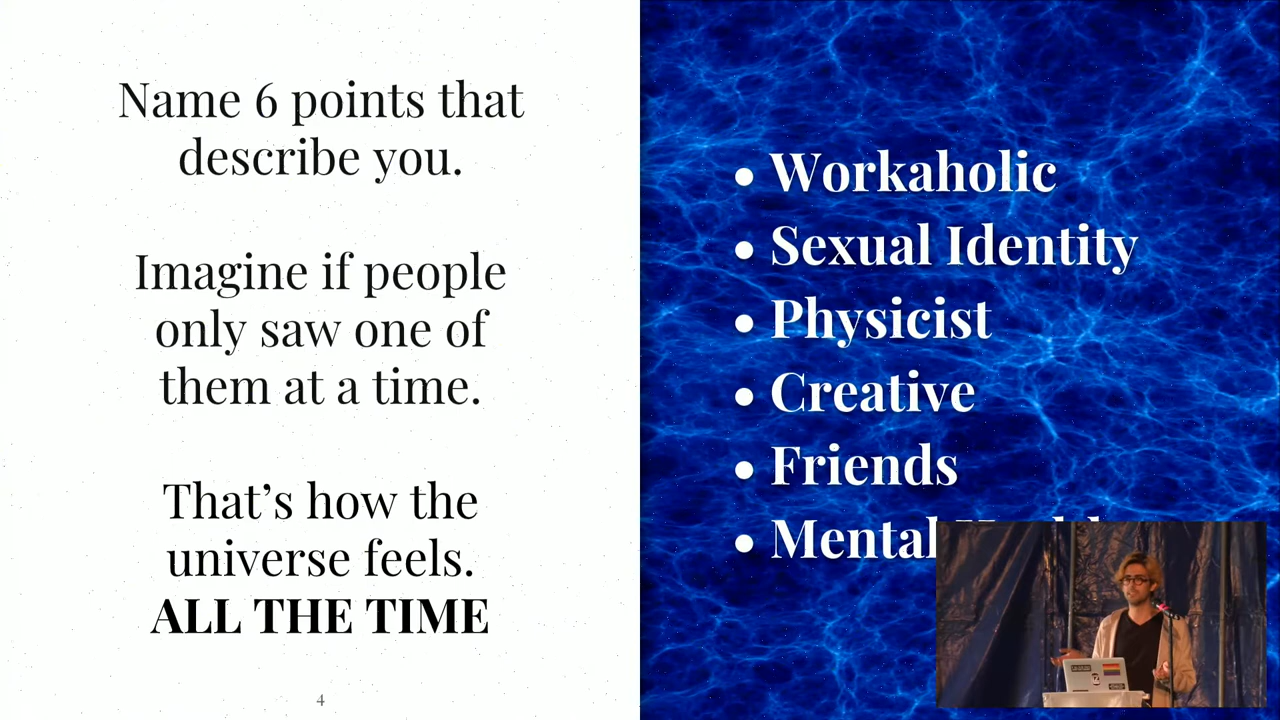 Name 6 points that
describe you.
Imagine if people
only saw one of
them at a time.
That’s how the
universe feels.
ALL THE TIME
4
• Workaholic
• Sexual Identity
• Physicist
• Creative
• Friends
• Mental